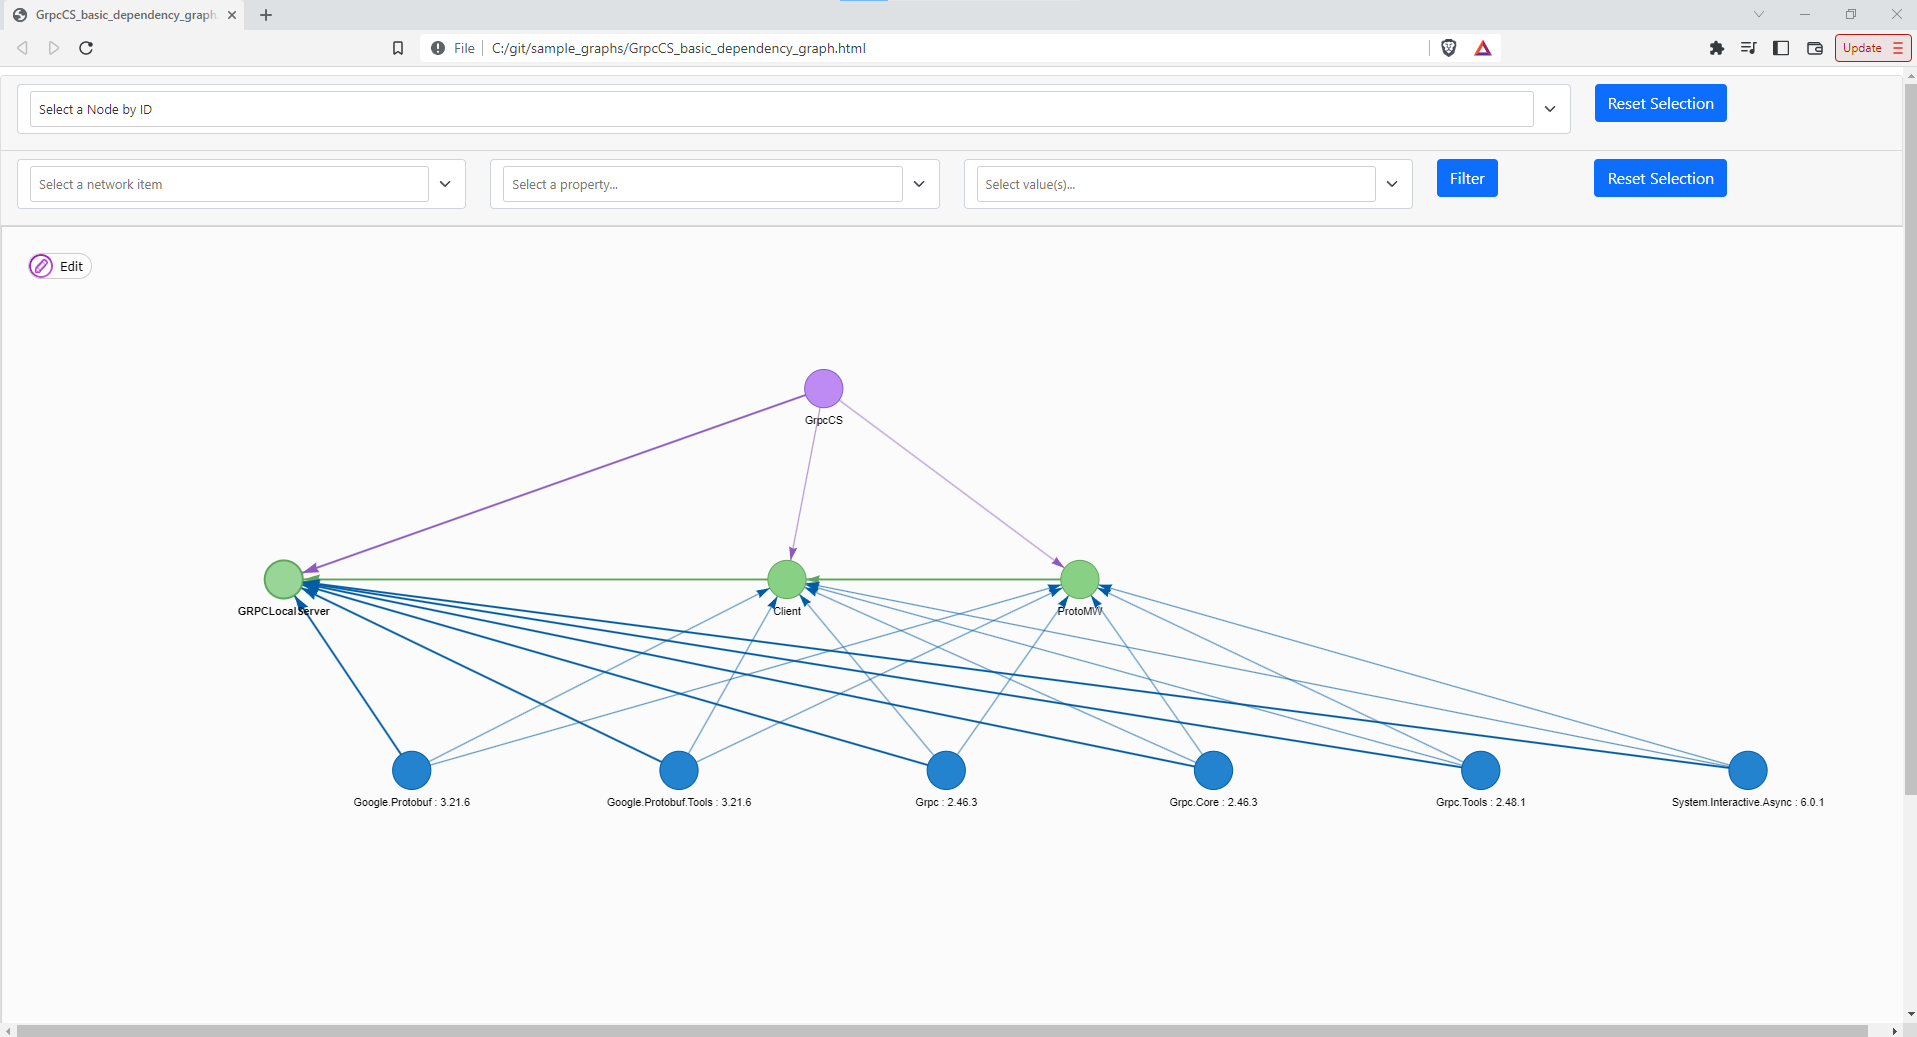 GrpcCS_basic_dependency_graph
File
C:/git/sample_graphs/GrpcCS_basic_dependency_graph.html
Update
Select a Node by ID
Reset Selection
Select a network item
Select a property...
Select value(s)...
Filter
Reset Selection
Edit
GrpcCS
GRPCLocalServer
Client
ProtoMW
Google.Protobuf : 3.21.6
Google.Protobuf.Tools : 3.21.6
Grpc : 2.46.3
Grpc.Core : 2.46.3
Grpc.Tools : 2.48.1
System.Interactive.Async : 6.0.1